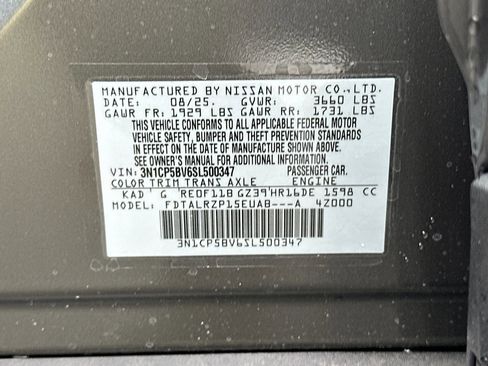 MANUFACTURED BY NISSAN MOTOR CO.,LTD.
DATE: 08/25. GVWR: 3660 LBS
GAWR FR: 1929 LBS GAWR RR: 1731 LBS
THIS VEHICLE CONFORMS TO ALL APPLICABLE FEDERAL MOTOR
VEHICLE SAFETY, BUMPER AND THEFT PREVENTION STANDARDS
IN EFFECT ON THE DATE OF MANUFACTURE SHOWN ABOVE.
SEE OWNER'S MANUAL FOR ADDITIONAL INFORMATION.
VIN: 3N1CP5BV6SL500347 PASSENGER CAR.
COLOR TRIM TRANS AXLE ENGINE
KAD G RE0F11B GZ39 HR16DE 1598 CC
MODEL: FDTALRZP15EUAB---A 4Z000
3N1CP5BV6SL500347